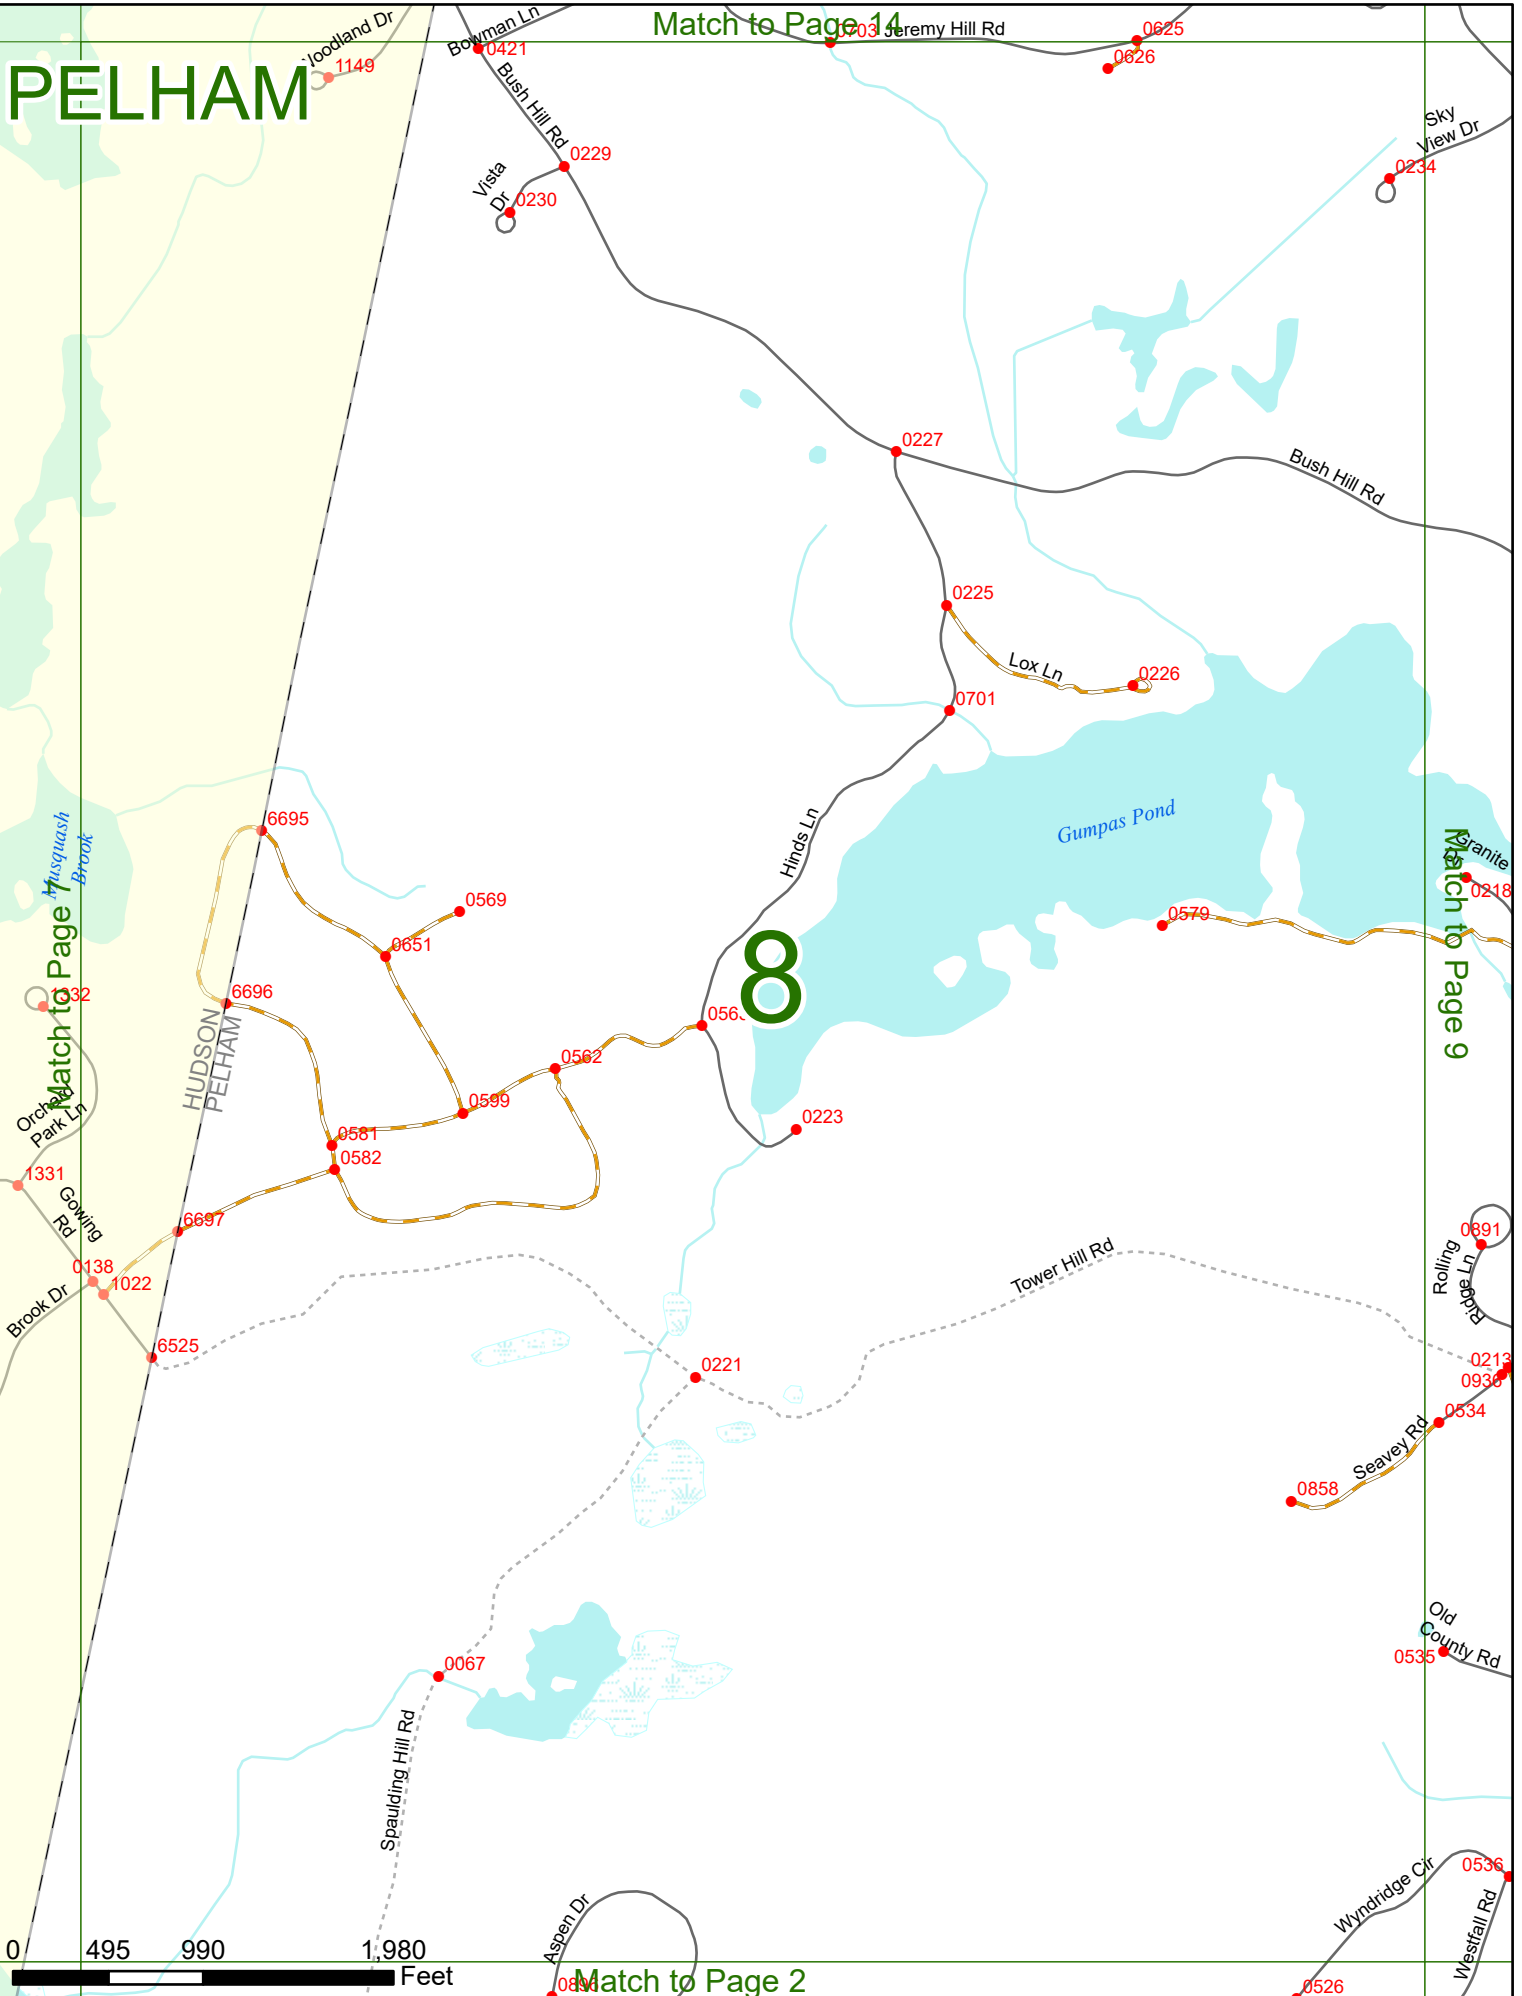 Match to Page 14
PELHAM
Woodland Dr
1149
Bowman Ln
0421
Bush Hill Rd
0703
Jeremy Hill Rd
0625
0626
Sky
View Dr
0234
0229
Vista
Dr
0230
0227
Bush Hill Rd
0225
Lox Ln
0226
0701
Gumpas Pond
Hinds Ln
Musquash
Brook
Match to Page 7
6695
0569
0651
1332
6696
HUDSON
PELHAM
8
0562
0599
0581
0582
0223
0579
Granite
Dr
0218
Match to Page 9
Orchard
Park Ln
1331
Gowing
Rd
6697
0138
1022
Brook Dr
6525
0221
Tower Hill Rd
0891
Rolling
Ridge Ln
0213
0936
0534
Seavey Rd
0858
0067
Spaulding Hill Rd
Old
County Rd
0535
Aspen Dr
Wyndridge Cir
0536
Westfall Rd
0526
0 495 990 1,980
Feet
Match to Page 2